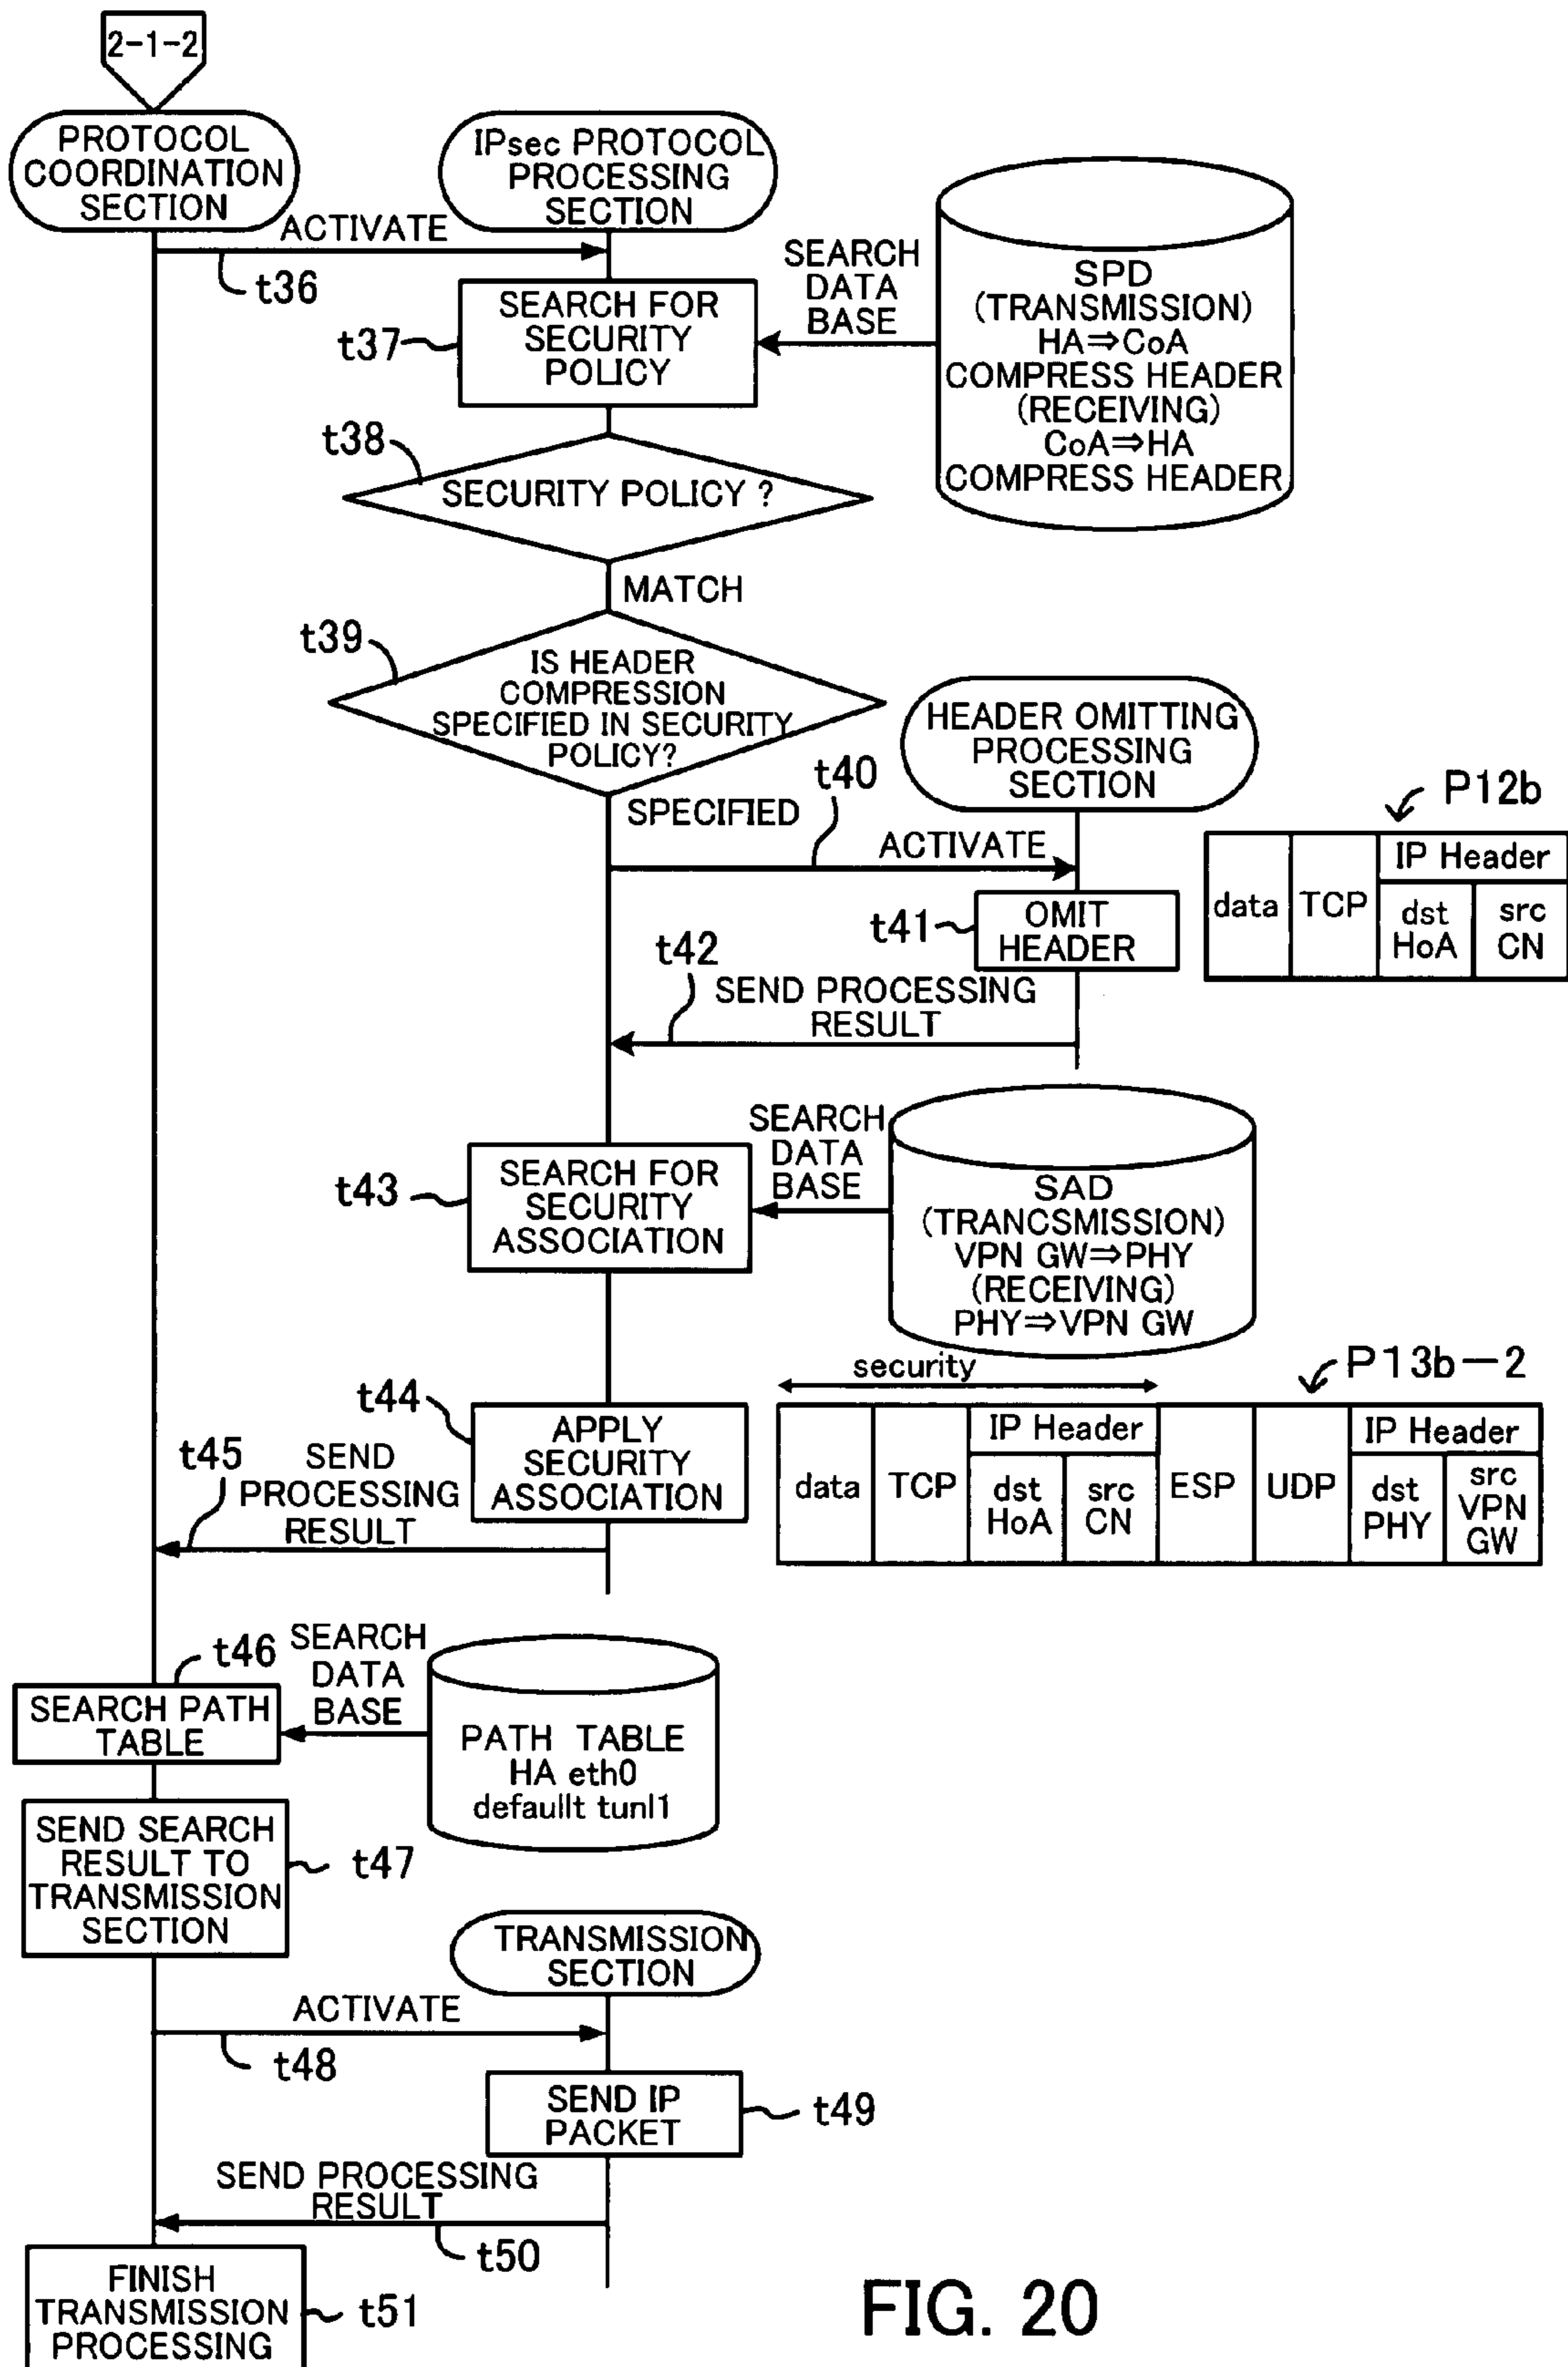 2-1-2
PROTOCOL
COORDINATION
SECTION
IPsec PROTOCOL
PROCESSING
SECTION
ACTIVATE
t36
SEARCH
DATA
BASE
SPD
(TRANSMISSION)
HA⇒CoA
COMPRESS HEADER
(RECEIVING)
CoA⇒HA
COMPRESS HEADER
t37
SEARCH FOR
SECURITY
POLICY
t38
SECURITY POLICY ?
MATCH
t39
IS HEADER
COMPRESSION
SPECIFIED IN SECURITY
POLICY?
SPECIFIED
HEADER OMITTING
PROCESSING
SECTION
t40
ACTIVATE
P12b
data
TCP
IP Header
dst
HoA
src
CN
t41
OMIT
HEADER
t42
SEND PROCESSING
RESULT
SEARCH
DATA
BASE
t43
SEARCH FOR
SECURITY
ASSOCIATION
SAD
(TRANCSMISSION)
VPN GW⇒PHY
(RECEIVING)
PHY⇒VPN GW
security
P13b-2
t44
APPLY
SECURITY
ASSOCIATION
data
TCP
IP Header
dst
HoA
src
CN
ESP
UDP
IP Header
dst
PHY
src
VPN
GW
t45
SEND
PROCESSING
RESULT
t46
SEARCH
DATA
BASE
SEARCH PATH
TABLE
PATH TABLE
HA eth0
defaullt tunl1
SEND SEARCH
RESULT TO
TRANSMISSION
SECTION
t47
TRANSMISSION
SECTION
ACTIVATE
t48
SEND IP
PACKET
t49
SEND PROCESSING
RESULT
t50
FINISH
TRANSMISSION
PROCESSING
t51
FIG. 20